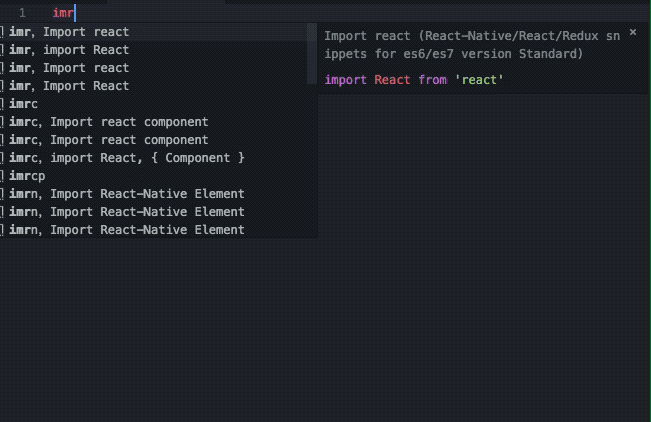 1 imr
imr, Import react
imr, import React
imr, Import react
imr, Import React
imrc
imrc, Import react component
imrc, Import react component
imrc, import React, { Component }
imrcp
imrn, Import React-Native Element
imrn, Import React-Native Element
imrn, Import React-Native Element
Import react (React-Native/React/Redux sn
ippets for es6/es7 version Standard)
×
import React from 'react'